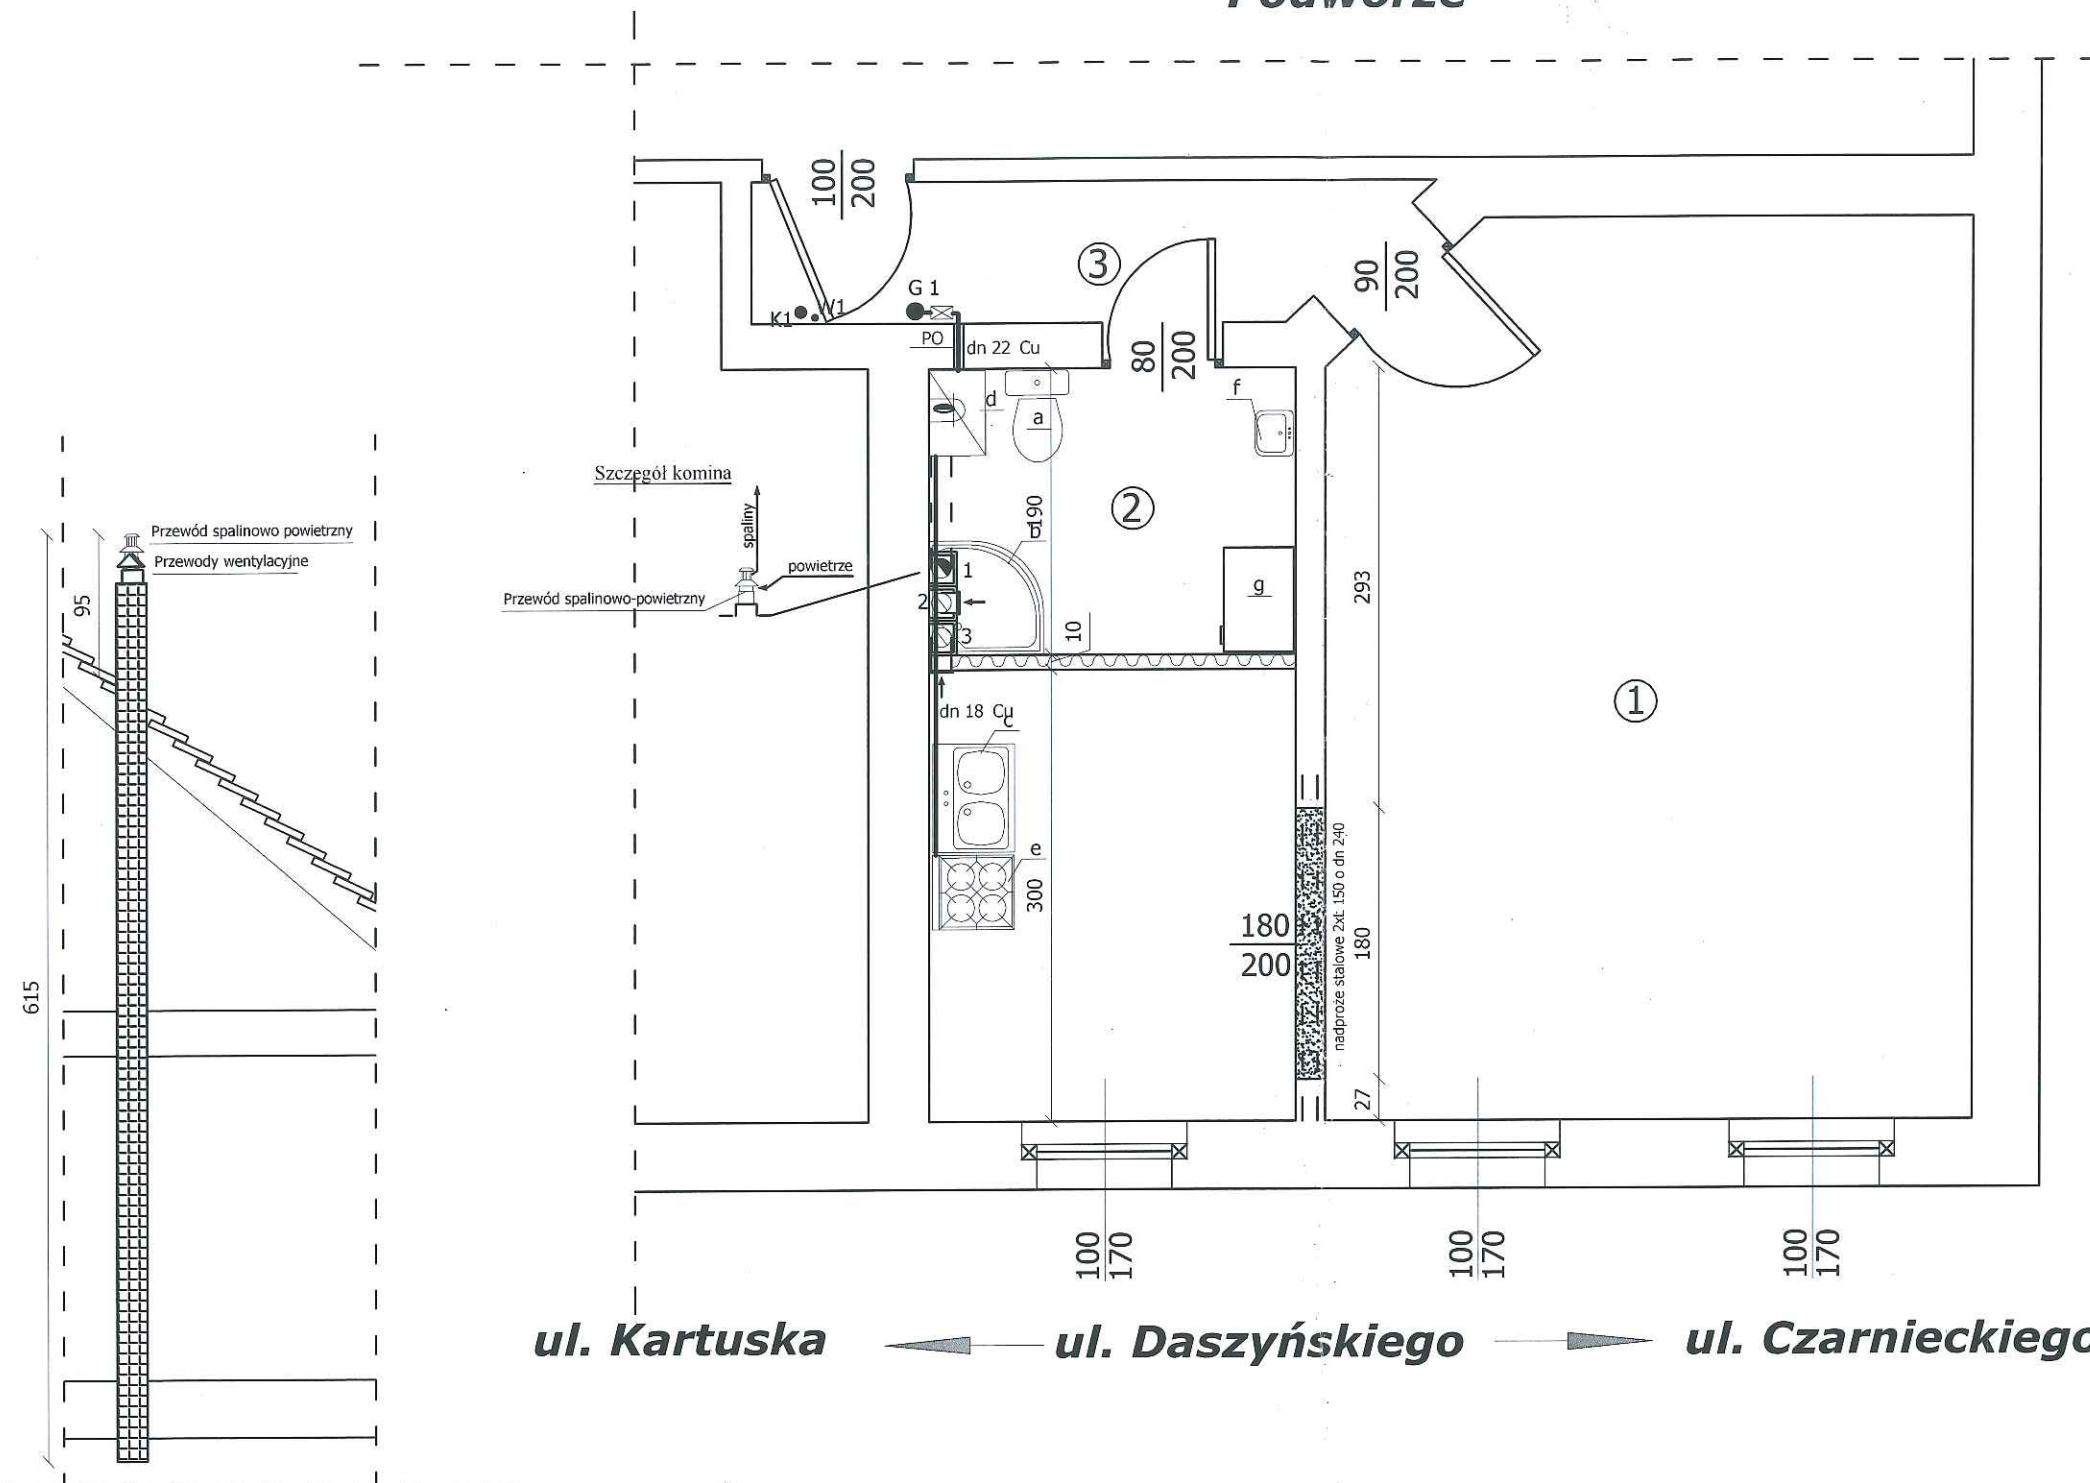 Podwórze
100
200
3
90
200
G 1
K1
W1
PO
dn 22 Cu
80
200
d
a
f
Szczegół komina
spaliny
190
b
2
Przewód spalinowo powietrzny
Przewody wentylacyjne
powietrze
1
293
g
95
Przewód spalinowo-powietrzny
2
10
3
1
dn 18 Cu
c
e
300
180
200
nadproże stalowe 2xŁ 150 o dn 240
180
615
27
100
170
100
170
100
170
ul. Kartuska
ul. Daszyńskiego
ul. Czarnieckiego